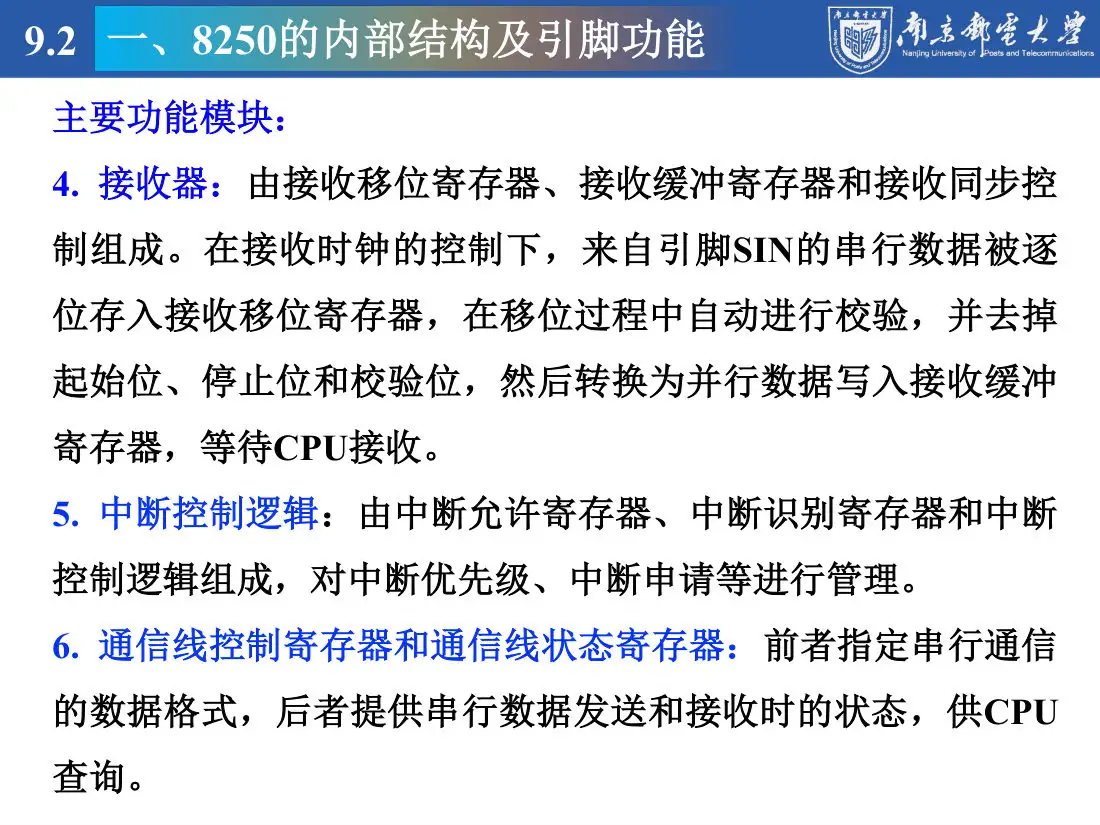 9.2 一、8250的内部结构及引脚功能
南京邮电大学
Nanjing University of Posts and Telecommunications
主要功能模块：
4. 接收器：由接收移位寄存器、接收缓冲寄存器和接收同步控
制组成。在接收时钟的控制下，来自引脚SIN的串行数据被逐
位存入接收移位寄存器，在移位过程中自动进行校验，并去掉
起始位、停止位和校验位，然后转换为并行数据写入接收缓冲
寄存器，等待CPU接收。
5. 中断控制逻辑：由中断允许寄存器、中断识别寄存器和中断
控制逻辑组成，对中断优先级、中断申请等进行管理。
6. 通信线控制寄存器和通信线状态寄存器：前者指定串行通信
的数据格式，后者提供串行数据发送和接收时的状态，供CPU
查询。